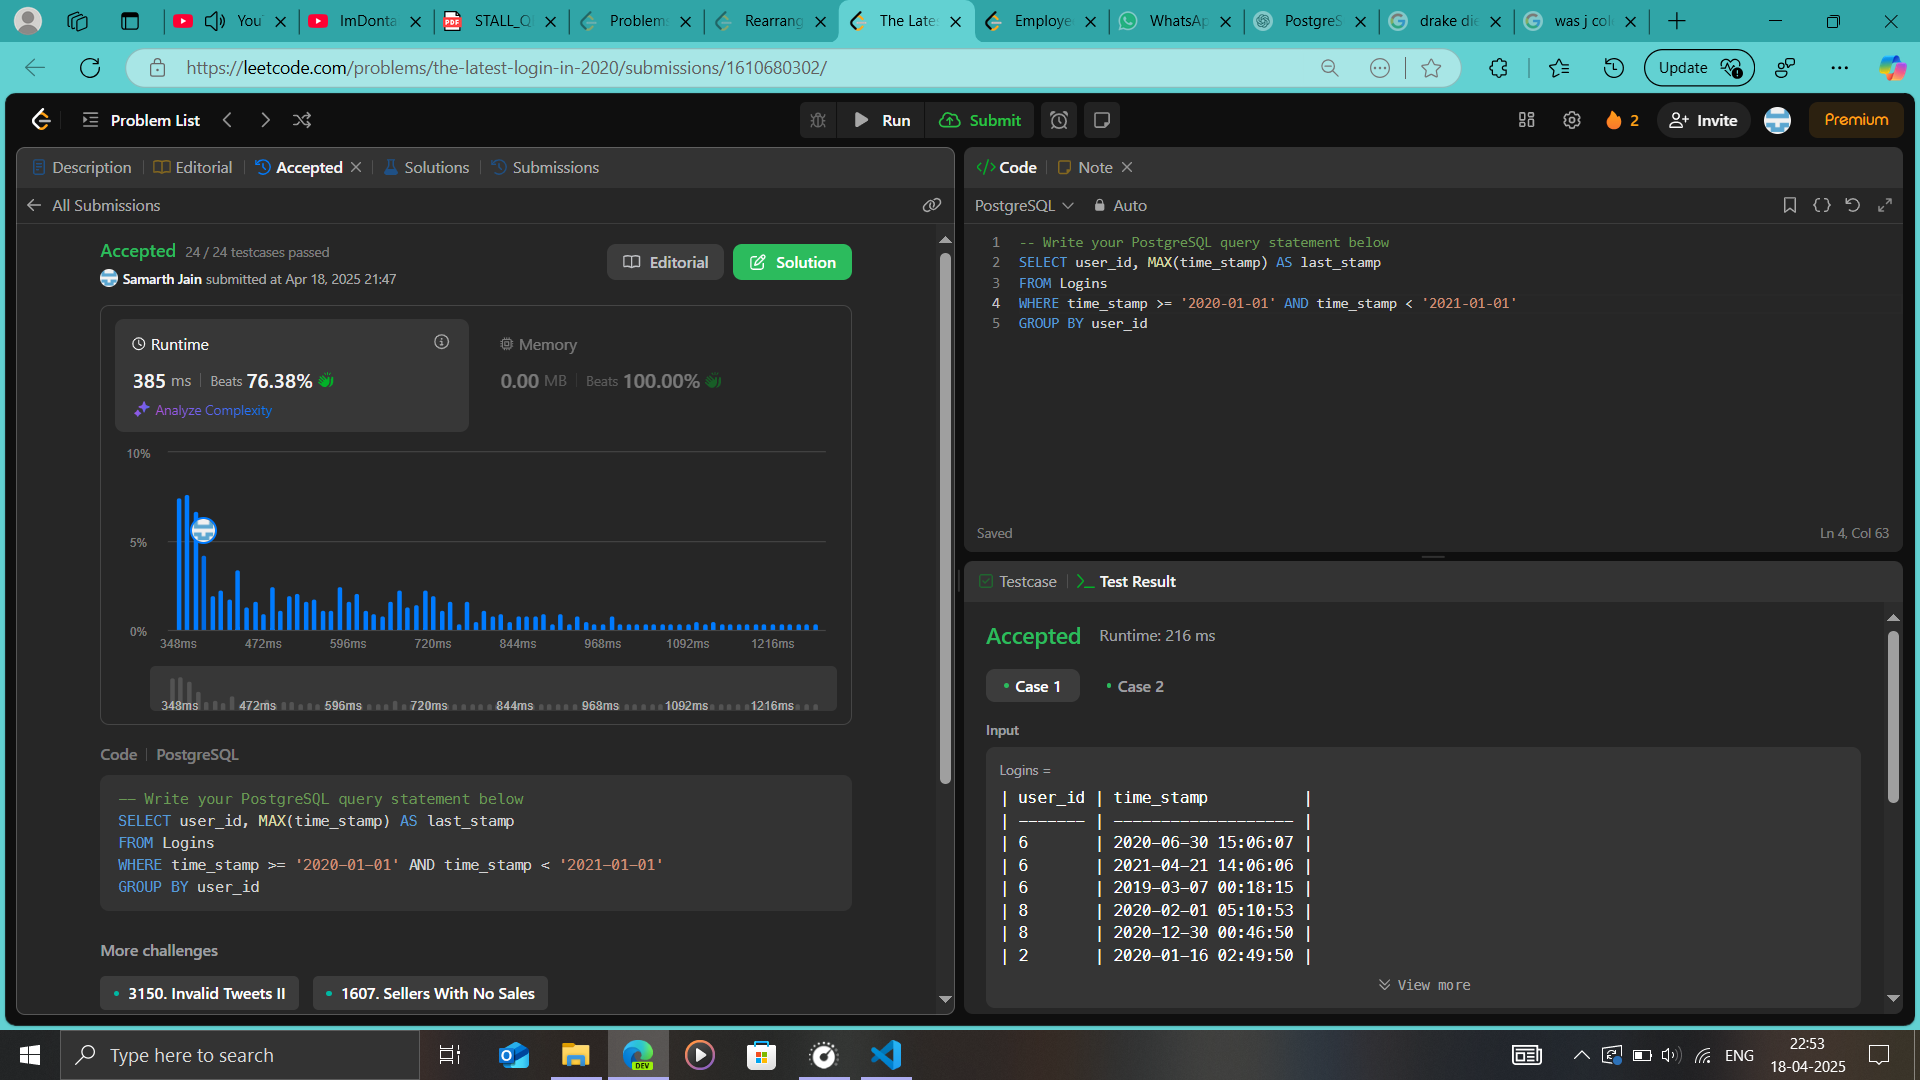 You
ImDonta
STALL_Q
Problems
Rearrang
The Late
Employe
WhatsAp
PostgreS
drake die
was j col
https://leetcode.com/problems/the-latest-login-in-2020/submissions/1610680302/
Update
Problem List
Run
Submit
2
Invite
Premium
Description
Editorial
Accepted
Solutions
Submissions
All Submissions
Accepted 24 / 24 testcases passed
Samarth Jain submitted at Apr 18, 2025 21:47
Editorial
Solution
Runtime
385 ms | Beats 76.38%
Analyze Complexity
Memory
0.00 MB | Beats 100.00%
10%
5%
0%
348ms 472ms 596ms 720ms 844ms 968ms 1092ms 1216ms
348ms 472ms 596ms 720ms 844ms 968ms 1092ms 1216ms
Code | PostgreSQL
-- Write your PostgreSQL query statement below
SELECT user_id, MAX(time_stamp) AS last_stamp
FROM Logins
WHERE time_stamp >= '2020-01-01' AND time_stamp < '2021-01-01'
GROUP BY user_id
More challenges
3150. Invalid Tweets II
1607. Sellers With No Sales
Code
Note
PostgreSQL
Auto
1 -- Write your PostgreSQL query statement below
2 SELECT user_id, MAX(time_stamp) AS last_stamp
3 FROM Logins
4 WHERE time_stamp >= '2020-01-01' AND time_stamp < '2021-01-01'
5 GROUP BY user_id
Saved
Ln 4, Col 63
Testcase
Test Result
Accepted Runtime: 216 ms
Case 1
Case 2
Input
Logins =
| user_id | time_stamp |
| ------- | ------------------- |
| 6 | 2020-06-30 15:06:07 |
| 6 | 2021-04-21 14:06:06 |
| 6 | 2019-03-07 00:18:15 |
| 8 | 2020-02-01 05:10:53 |
| 8 | 2020-12-30 00:46:50 |
| 2 | 2020-01-16 02:49:50 |
View more
Type here to search
DEV
ENG
22:53
18-04-2025